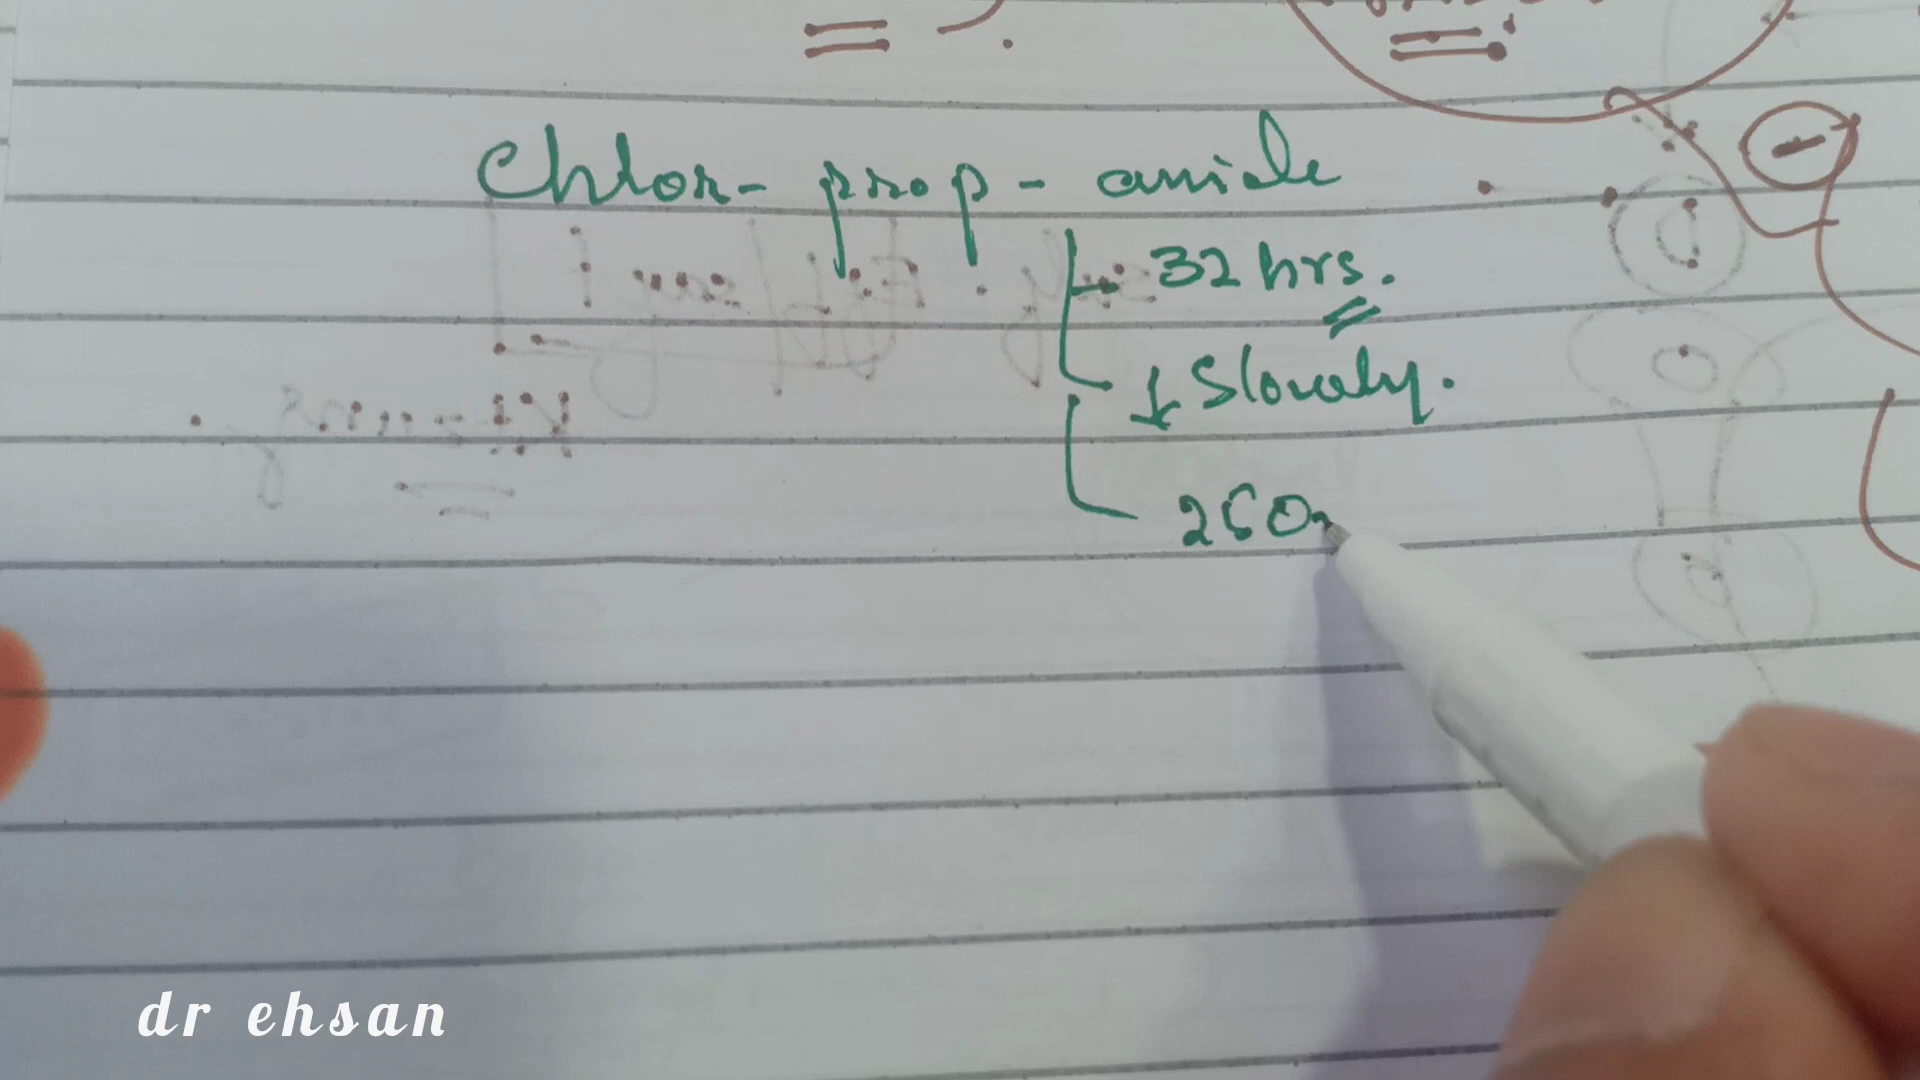 Chlor- prop - amide
32 hrs.
↓ Slowly.
250
dr ehsan